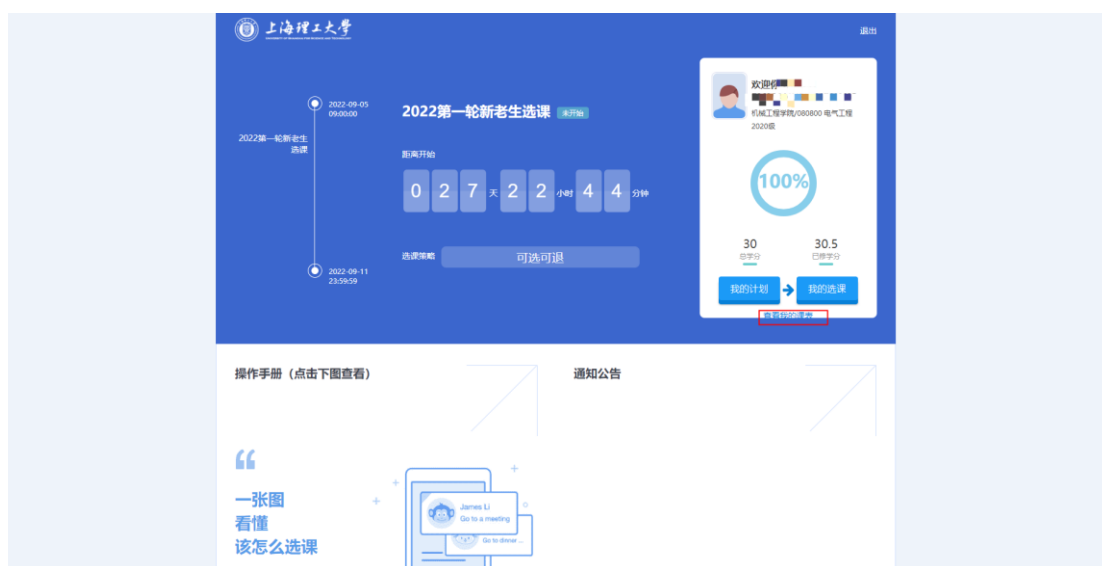 上海理工大学
退出
2022-09-05
09:00:00
2022第一轮新老生
选课
2022-09-11
23:59:59
2022第一轮新老生选课 未开始
距离开始
0 2 7 天 2 2 小时 4 4 分钟
选课策略 可选可退
欢迎
机械工程学院/080800 电气工程
2020级
100%
30 30.5
总学分 已修学分
我的计划 我的选课
查看我的课表
操作手册（点击下图查看）
通知公告
一张图
看懂
该怎么选课
James Li
Go to a meeting
Go to dinner ...